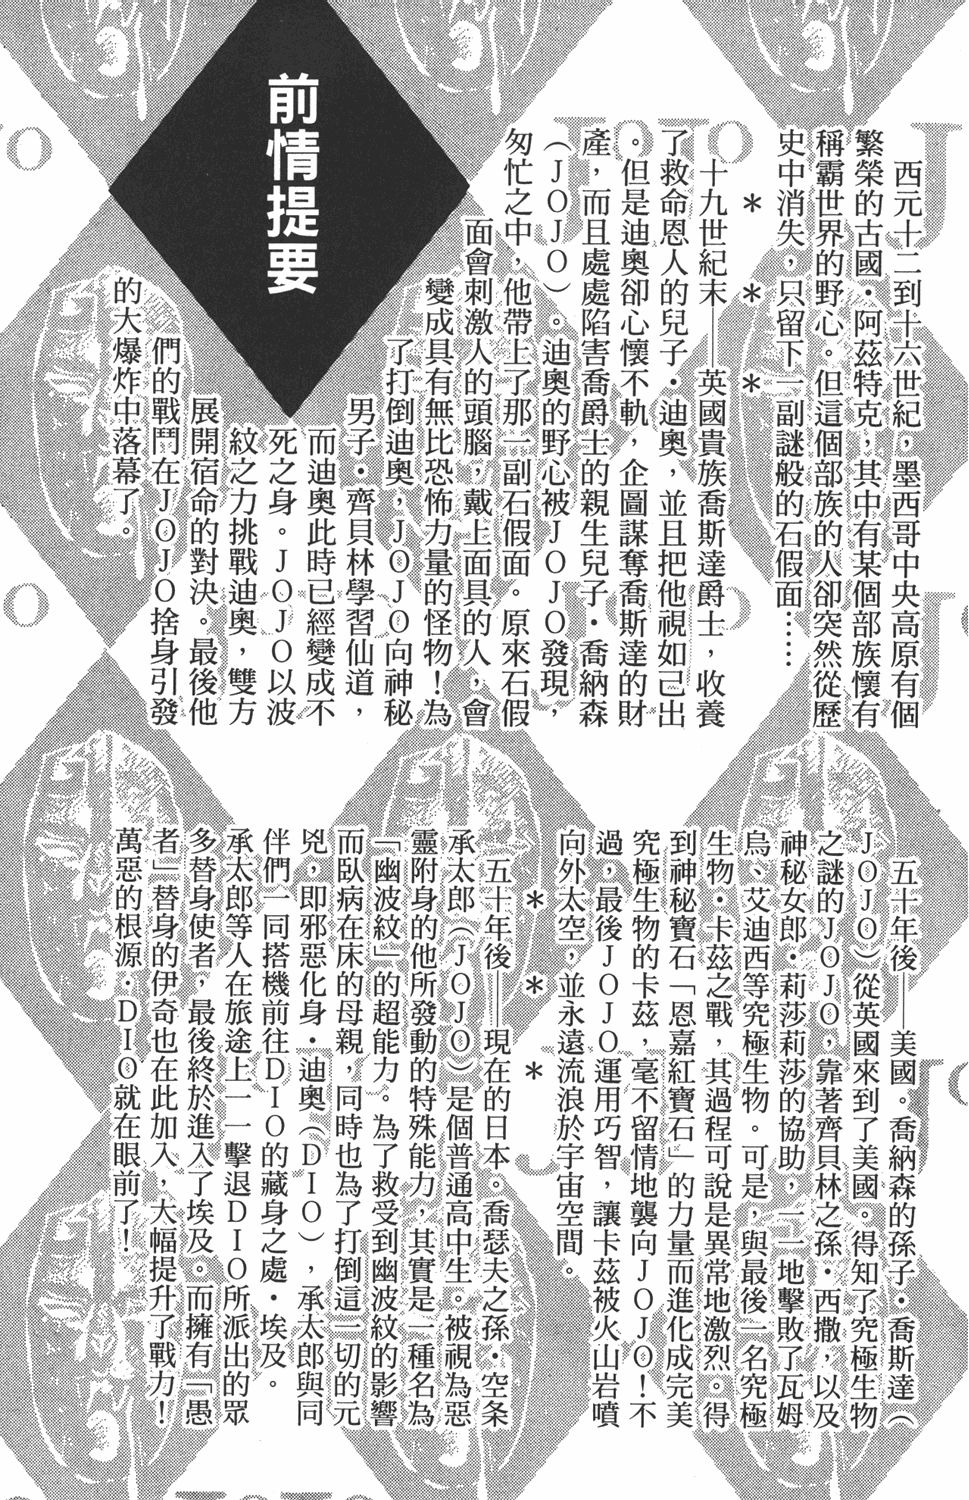 前情提要
西元十二到十六世紀，墨西哥中央高原有個
繁榮的古國・阿茲特克，其中有某個部族懷有
稱霸世界的野心。但這個部族的人卻突然從歷
史中消失，只留下一副謎般的石假面……
＊　＊　＊
十九世紀末——英國貴族喬斯達爵士，收養
了救命恩人的兒子・迪奧，並且把他視如己出
。但是迪奧卻心懷不軌，企圖謀奪喬斯達的財
產，而且處處陷害喬爵士的親生兒子・喬納森
（ＪＯＪＯ）。迪奧的野心被ＪＯＪＯ發現，
匆忙之中，他帶上了那一副石假面。原來石假
面會刺激人的頭腦，戴上面具的人，會
變成具有無比恐怖力量的怪物！為
了打倒迪奧，ＪＯＪＯ向神秘
男子・齊貝林學習仙道，
而迪奧此時已經變成不
死之身。ＪＯＪＯ以波
紋之力挑戰迪奧，雙方
展開宿命的對決。最後他
們的戰鬥在ＪＯＪＯ捨身引發
的大爆炸中落幕了。
五十年後——美國。喬納森的孫子・喬斯達（
ＪＯＪＯ）從英國來到了美國。得知了究極生物
之謎的ＪＯＪＯ，靠著齊貝林之孫・西撒，以及
神秘女郎・莉莎莉莎的協助，一一地擊敗了瓦姆
烏、艾迪西等究極生物。可是，與最後一名究極
生物・卡茲之戰，其過程可說是異常地激烈。得
到神秘寶石「恩嘉紅寶石」的力量而進化成完美
究極生物的卡茲，毫不留情地襲向ＪＯＪＯ！不
過，最後ＪＯＪＯ運用巧智，讓卡茲被火山岩噴
向外太空，並永遠流浪於宇宙空間。
＊　＊　＊
五十年後——現在的日本。喬瑟夫之孫・空条
承太郎（ＪＯＪＯ）是個普通高中生。被視為惡
靈附身的他所發動的特殊能力，其實是一種名為
「幽波紋」的超能力。為了救受到幽波紋的影響
而臥病在床的母親，同時也為了打倒這一切的元
兇，即邪惡化身・迪奧（ＤＩＯ），承太郎與同
伴們一同搭機前往ＤＩＯ的藏身之處・埃及。
承太郎等人在旅途上一一擊退ＤＩＯ所派出的眾
多替身使者，最後終於進入了埃及。而擁有「愚
者」替身的伊奇也在此加入，大幅提升了戰力！
萬惡的根源・ＤＩＯ就在眼前了！